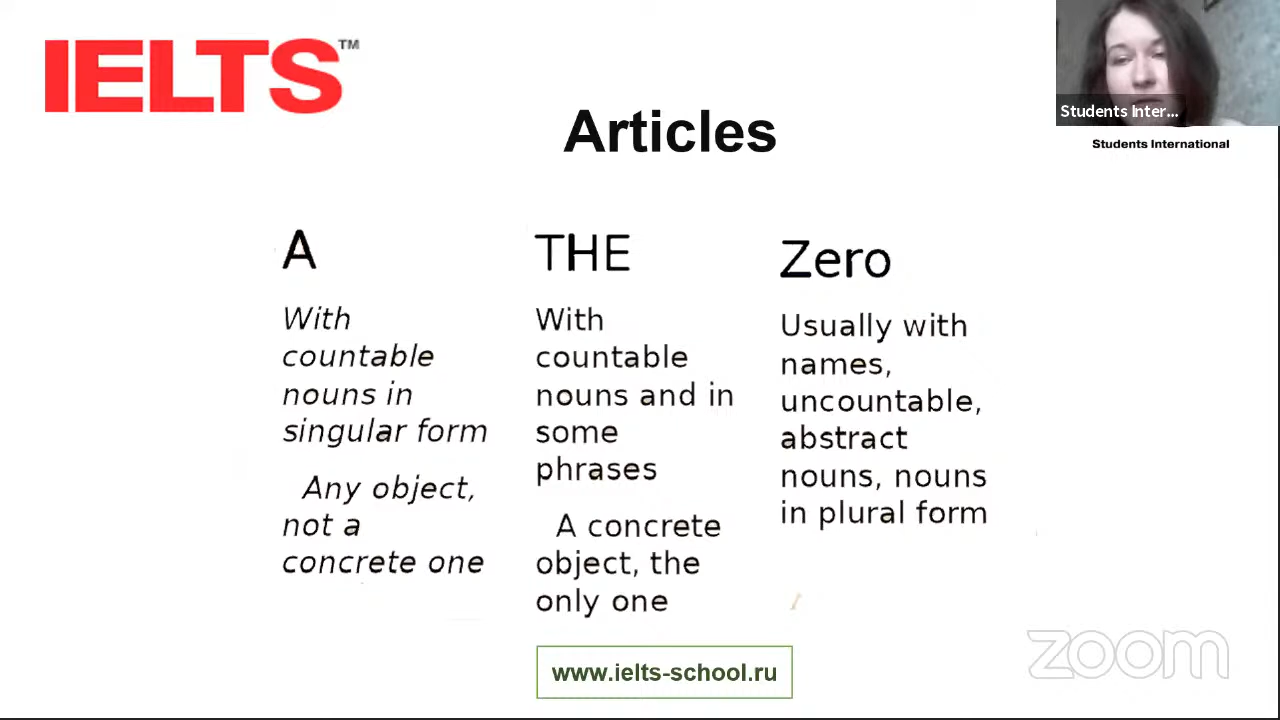 IELTS™
Students Inter...
Students International
Articles
A
With
countable
nouns in
singular form
Any object,
not a
concrete one
THE
With
countable
nouns and in
some
phrases
A concrete
object, the
only one
Zero
Usually with
names,
uncountable,
abstract
nouns, nouns
in plural form
www.ielts-school.ru
zoom